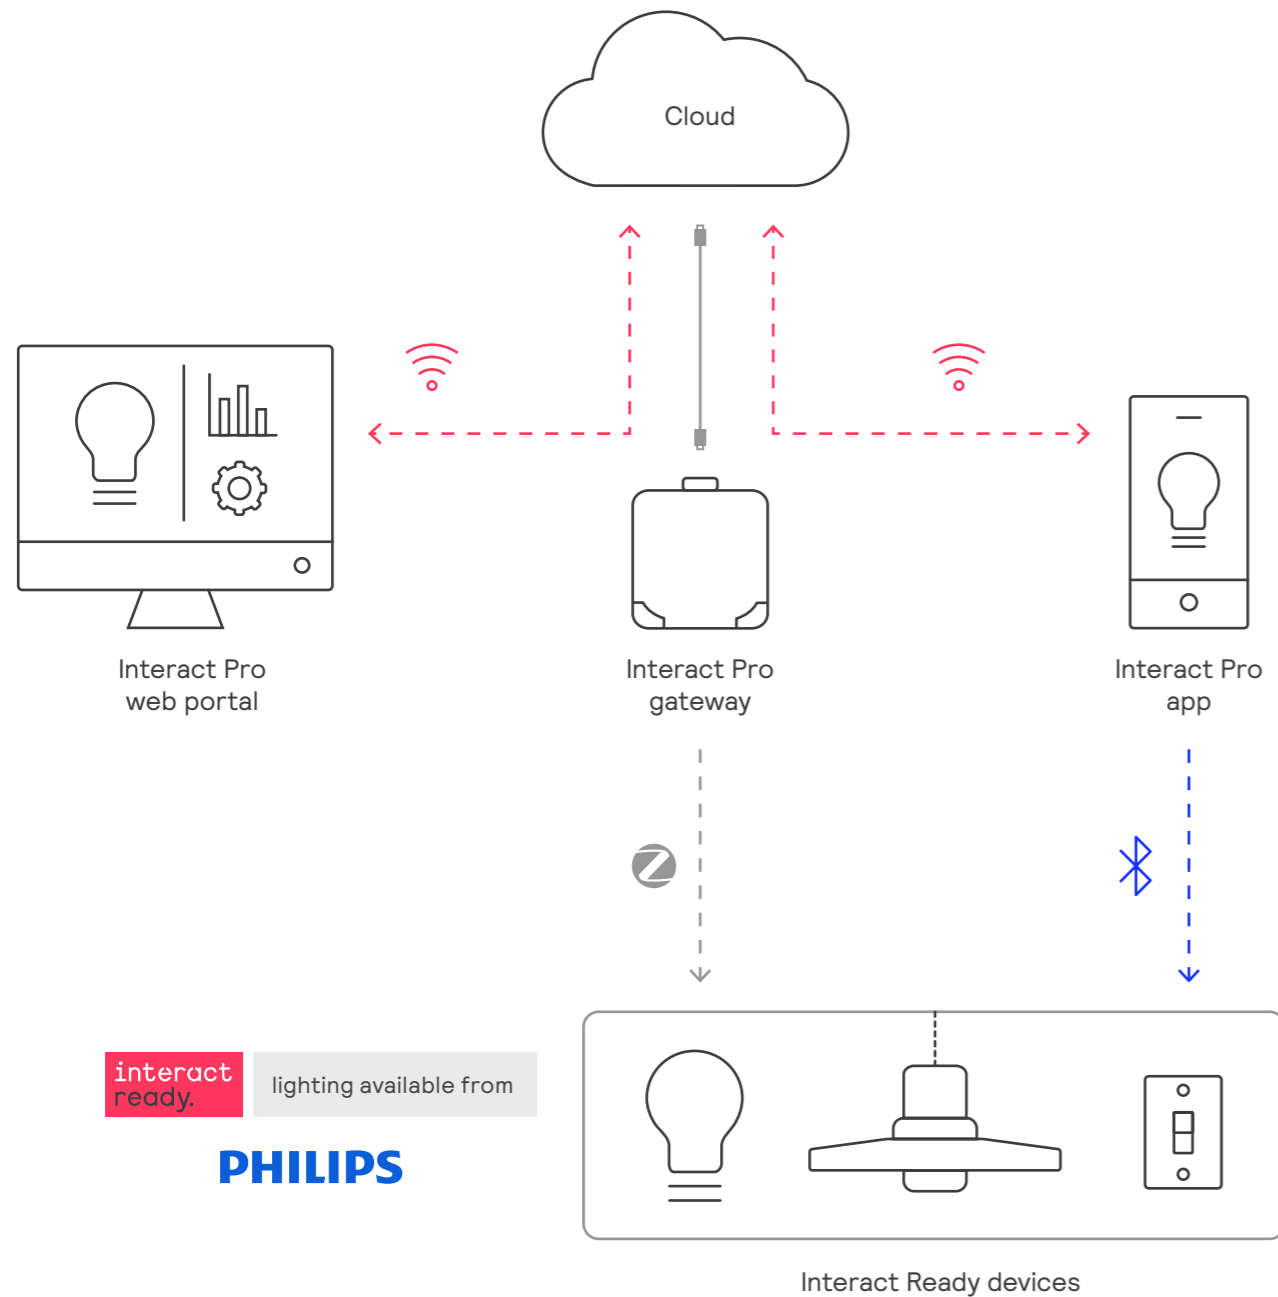 Cloud
Interact Pro
web portal
Interact Pro
gateway
Interact Pro
app
interact
ready.
lighting available from
PHILIPS
Interact Ready devices